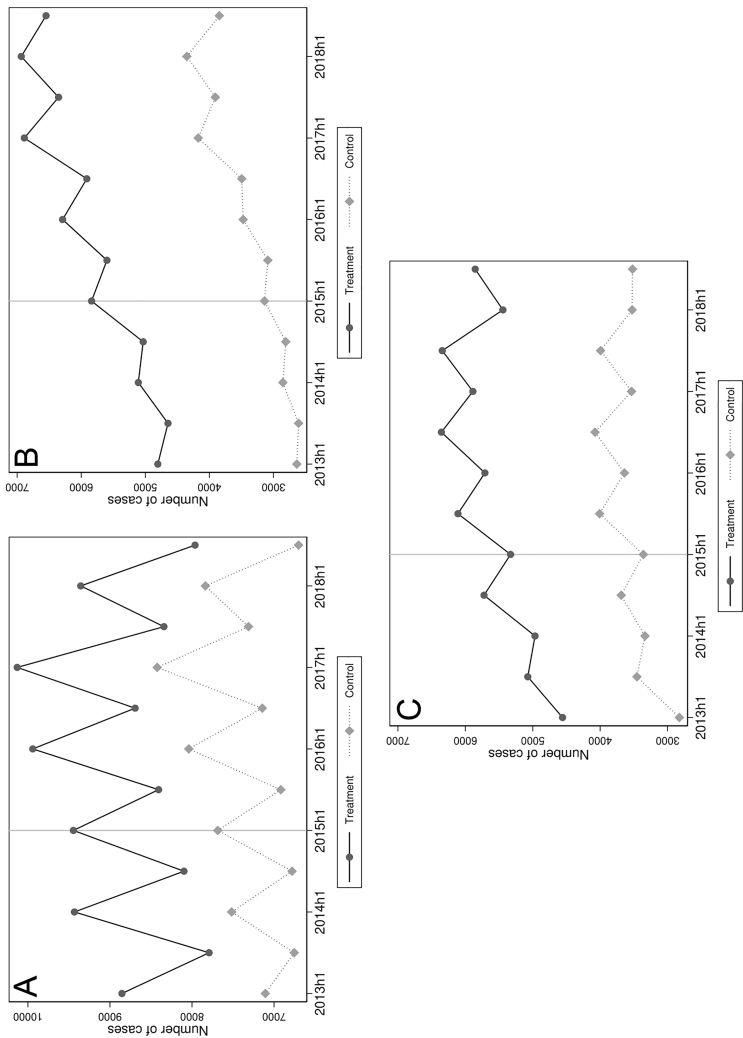 A
Number of cases
10000
9000
8000
7000
2013h1 2014h1 2015h1 2016h1 2017h1 2018h1
Treatment Control
B
Number of cases
7000
6000
5000
4000
3000
2013h1 2014h1 2015h1 2016h1 2017h1 2018h1
Treatment Control
C
Number of cases
7000
6000
5000
4000
3000
2013h1 2014h1 2015h1 2016h1 2017h1 2018h1
Treatment Control